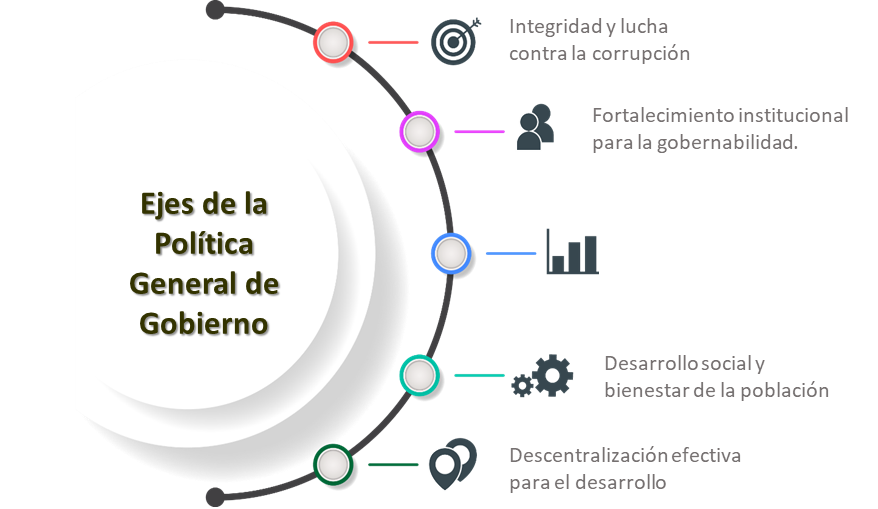 Ejes de la
Política
General de
Gobierno
Integridad y lucha
contra la corrupción
Fortalecimiento institucional
para la gobernabilidad.
Desarrollo social y
bienestar de la población
Descentralización efectiva
para el desarrollo